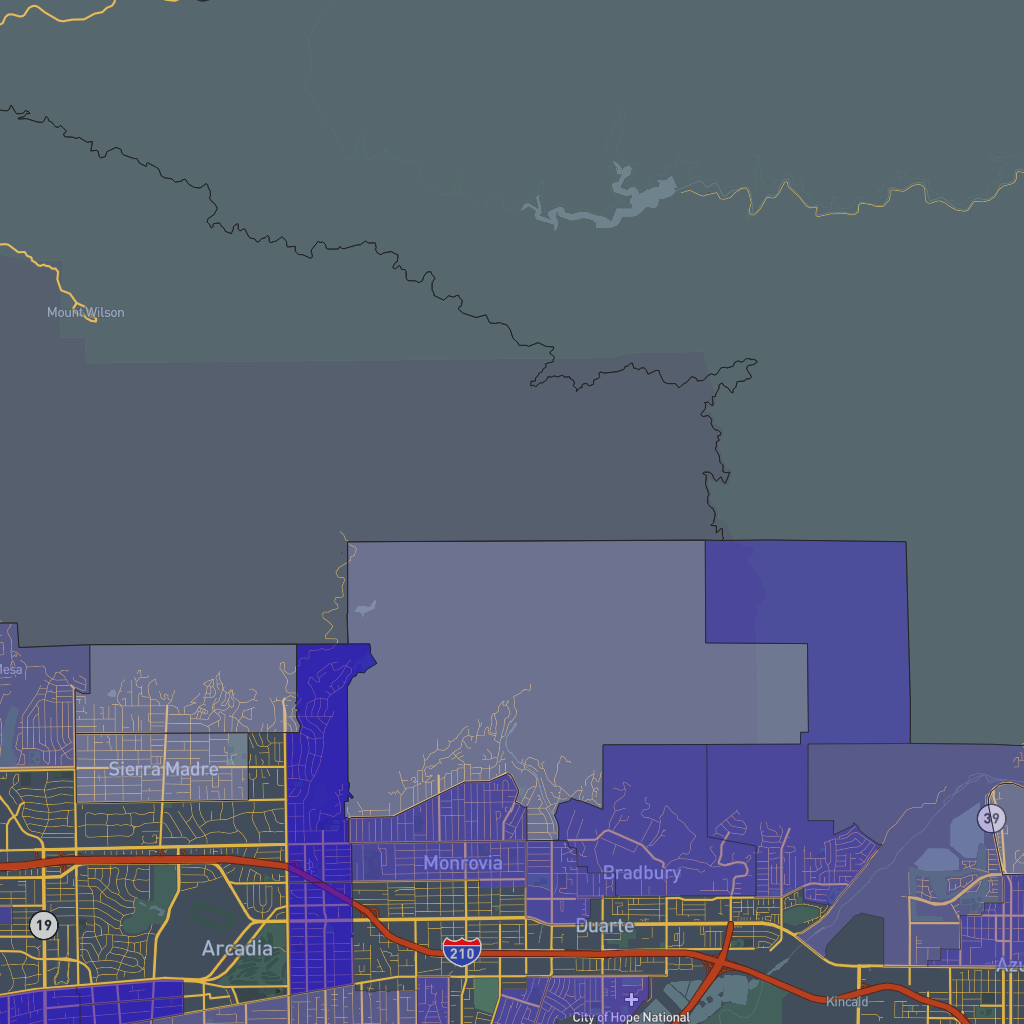 Mount Wilson
Mesa
Sierra Madre
39
Monrovia
Bradbury
19
Duarte
Arcadia
210
Azu
Kincaid
City of Hope National